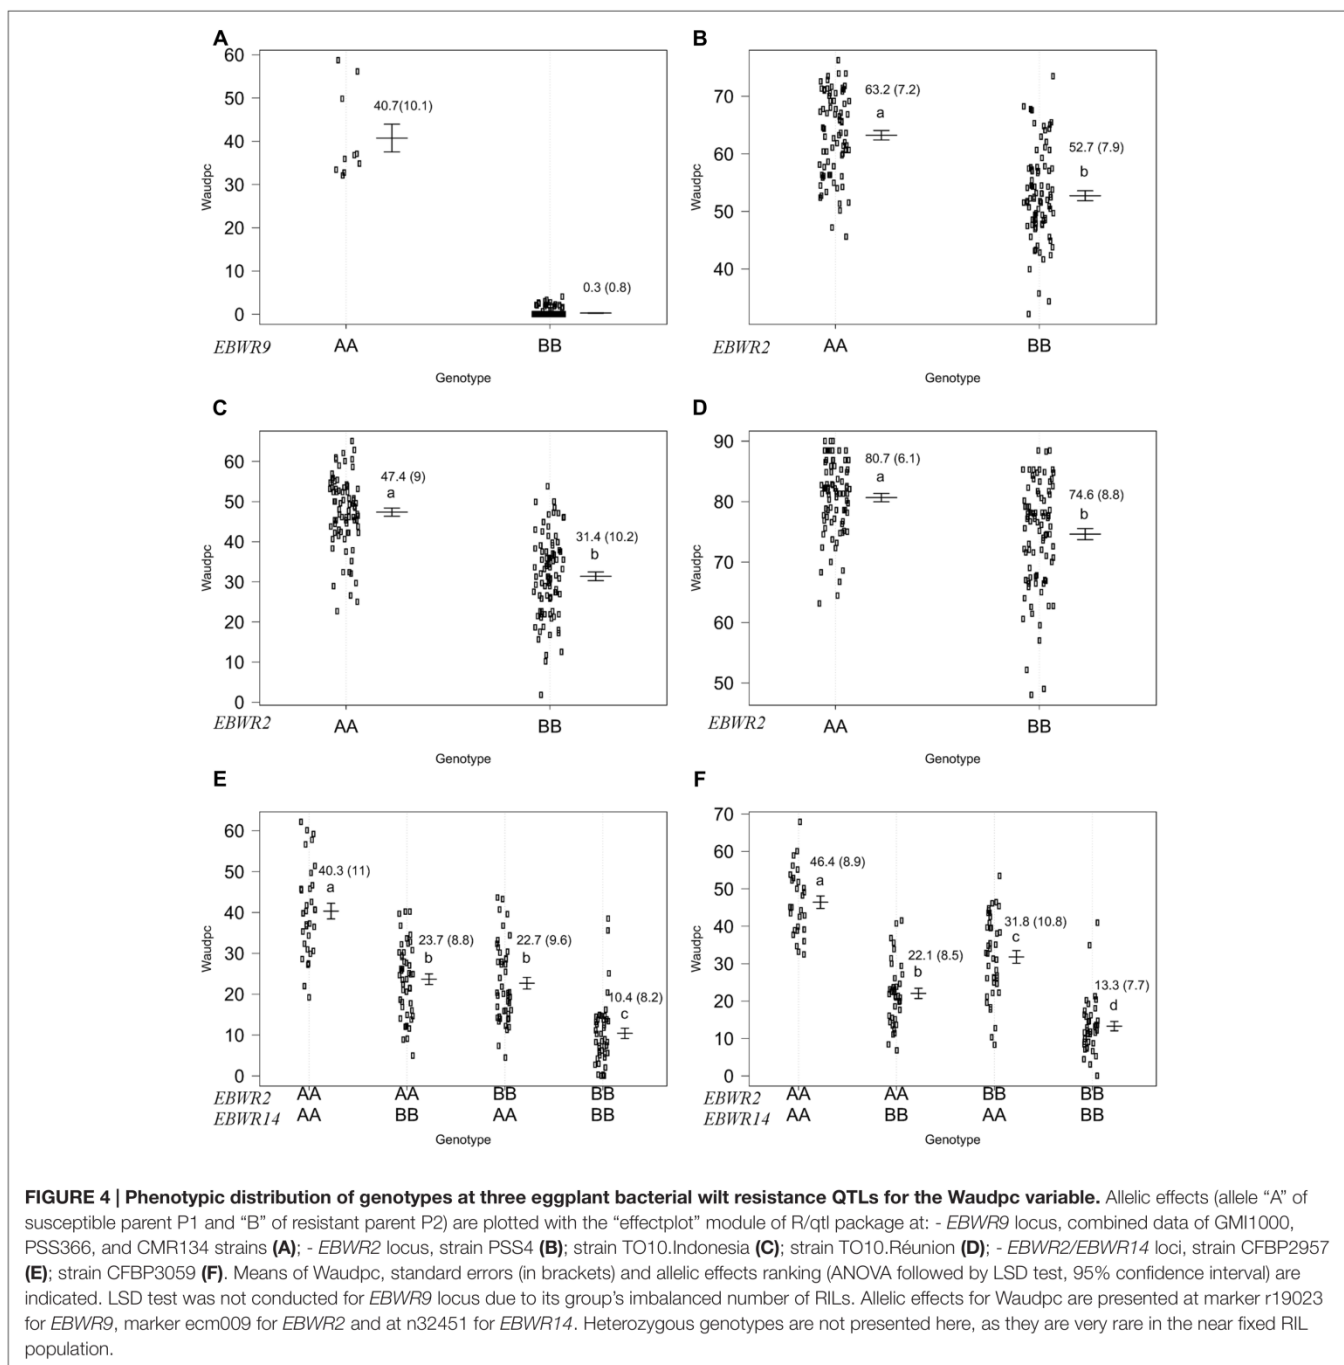 A
B
60
50
40
30
20
10
0
Waudpc
40.7(10.1)
0.3 (0.8)
EBWR9
AA
BB
Genotype
70
60
50
40
Waudpc
63.2 (7.2)
a
52.7 (7.9)
b
EBWR2
AA
BB
Genotype
C
D
60
50
40
30
20
10
0
Waudpc
47.4 (9)
a
31.4 (10.2)
b
EBWR2
AA
BB
Genotype
90
80
70
60
50
Waudpc
80.7 (6.1)
a
74.6 (8.8)
b
EBWR2
AA
BB
Genotype
E
F
60
50
40
30
20
10
0
Waudpc
40.3 (11)
a
23.7 (8.8)
b
22.7 (9.6)
b
10.4 (8.2)
c
EBWR2 AA AA BB BB
EBWR14 AA BB AA BB
Genotype
70
60
50
40
30
20
10
0
Waudpc
46.4 (8.9)
a
22.1 (8.5)
b
31.8 (10.8)
c
13.3 (7.7)
d
EBWR2 AA AA BB BB
EBWR14 AA BB AA BB
Genotype
FIGURE 4 | Phenotypic distribution of genotypes at three eggplant bacterial wilt resistance QTLs for the Waudpc variable. Allelic effects (allele “A” of
susceptible parent P1 and “B” of resistant parent P2) are plotted with the “effectplot” module of R/qtl package at: - EBWR9 locus, combined data of GMI1000,
PSS366, and CMR134 strains (A); - EBWR2 locus, strain PSS4 (B); strain TO10.Indonesia (C); strain TO10.Réunion (D); - EBWR2/EBWR14 loci, strain CFBP2957
(E); strain CFBP3059 (F). Means of Waudpc, standard errors (in brackets) and allelic effects ranking (ANOVA followed by LSD test, 95% confidence interval) are
indicated. LSD test was not conducted for EBWR9 locus due to its group’s imbalanced number of RILs. Allelic effects for Waudpc are presented at marker r19023
for EBWR9, marker ecm009 for EBWR2 and at n32451 for EBWR14. Heterozygous genotypes are not presented here, as they are very rare in the near fixed RIL
population.